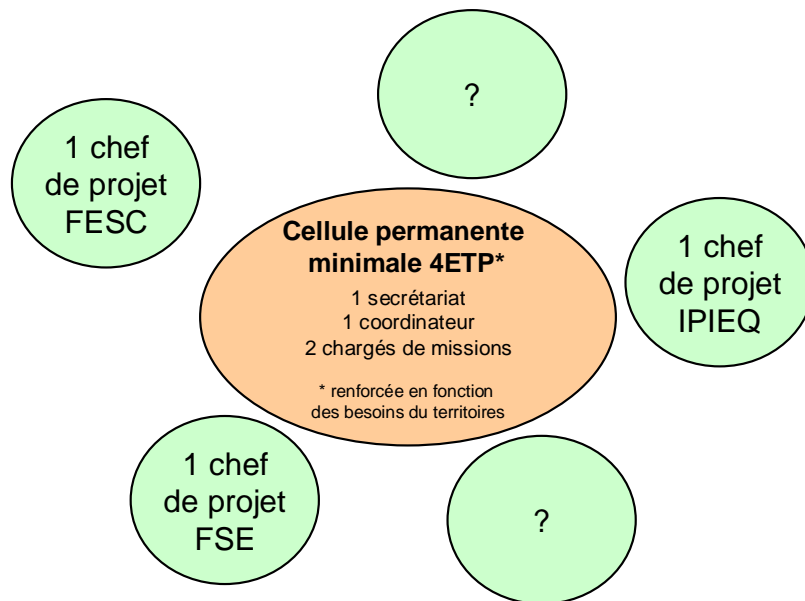 ?
1 chef
de projet
FESC
Cellule permanente
minimale 4ETP*
1 secrétariat
1 coordinateur
2 chargés de missions
* renforcée en fonction
des besoins du territoires
1 chef
de projet
IPIEQ
1 chef
de projet
FSE
?